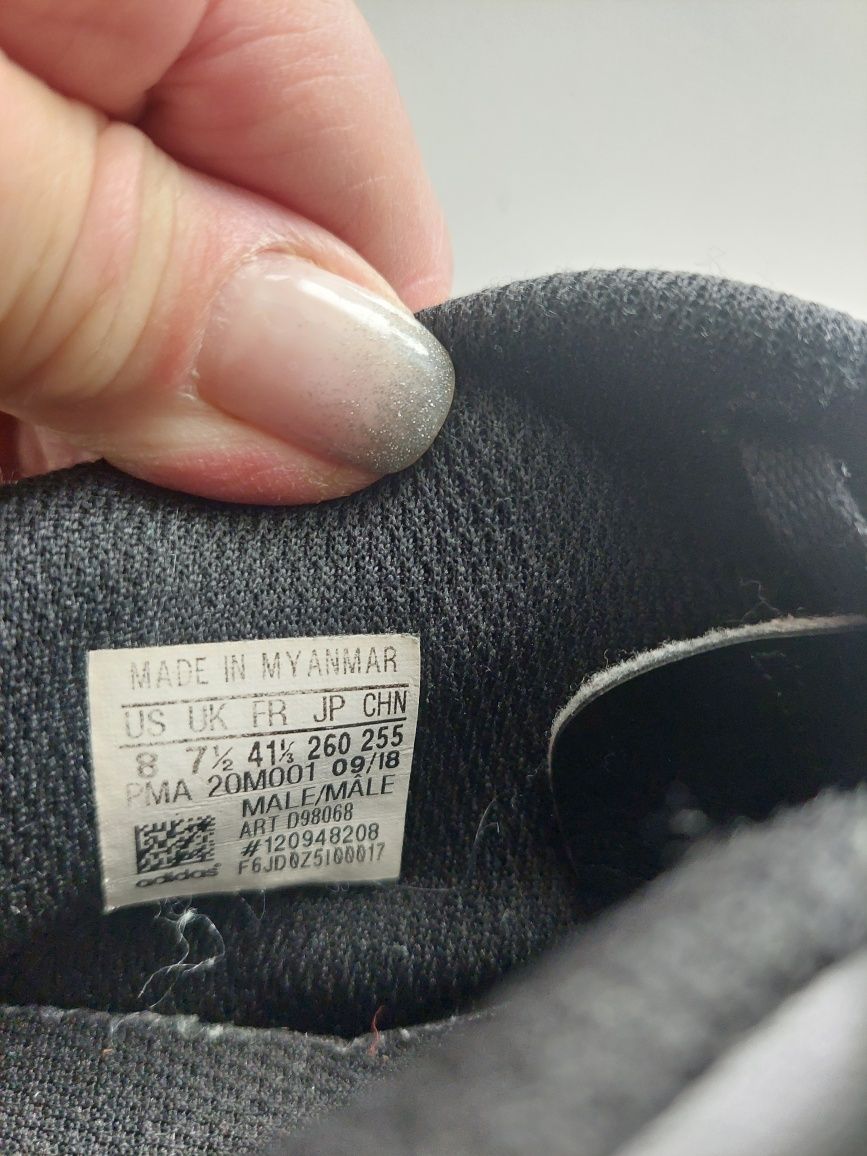 MADE IN MYANMAR
US UK FR JP CHN
8 7½ 41⅓ 260 255
PMA 20M001 09/18
MALE/MÂLE
ART D98068
#120948208
F6JD0Z5I00017
adidas